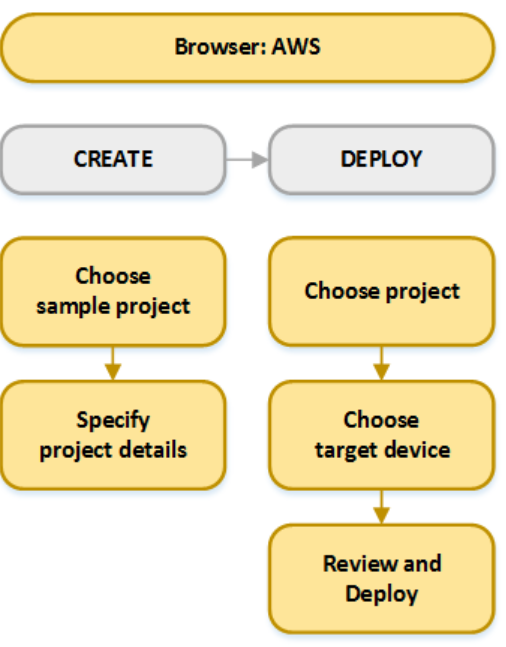 Browser: AWS
CREATE
DEPLOY
Choose
sample project
Specify
project details
Choose project
Choose
target device
Review and
Deploy